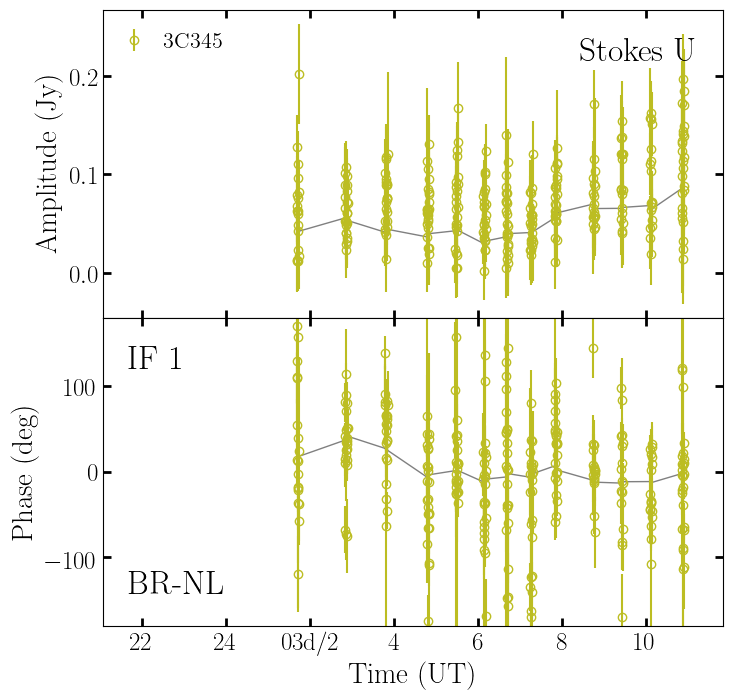 3C345
Stokes U
Amplitude (Jy)
0.2
0.1
0.0
IF 1
Phase (deg)
100
0
−100
BR-NL
22 24 03d/2 4 6 8 10
Time (UT)